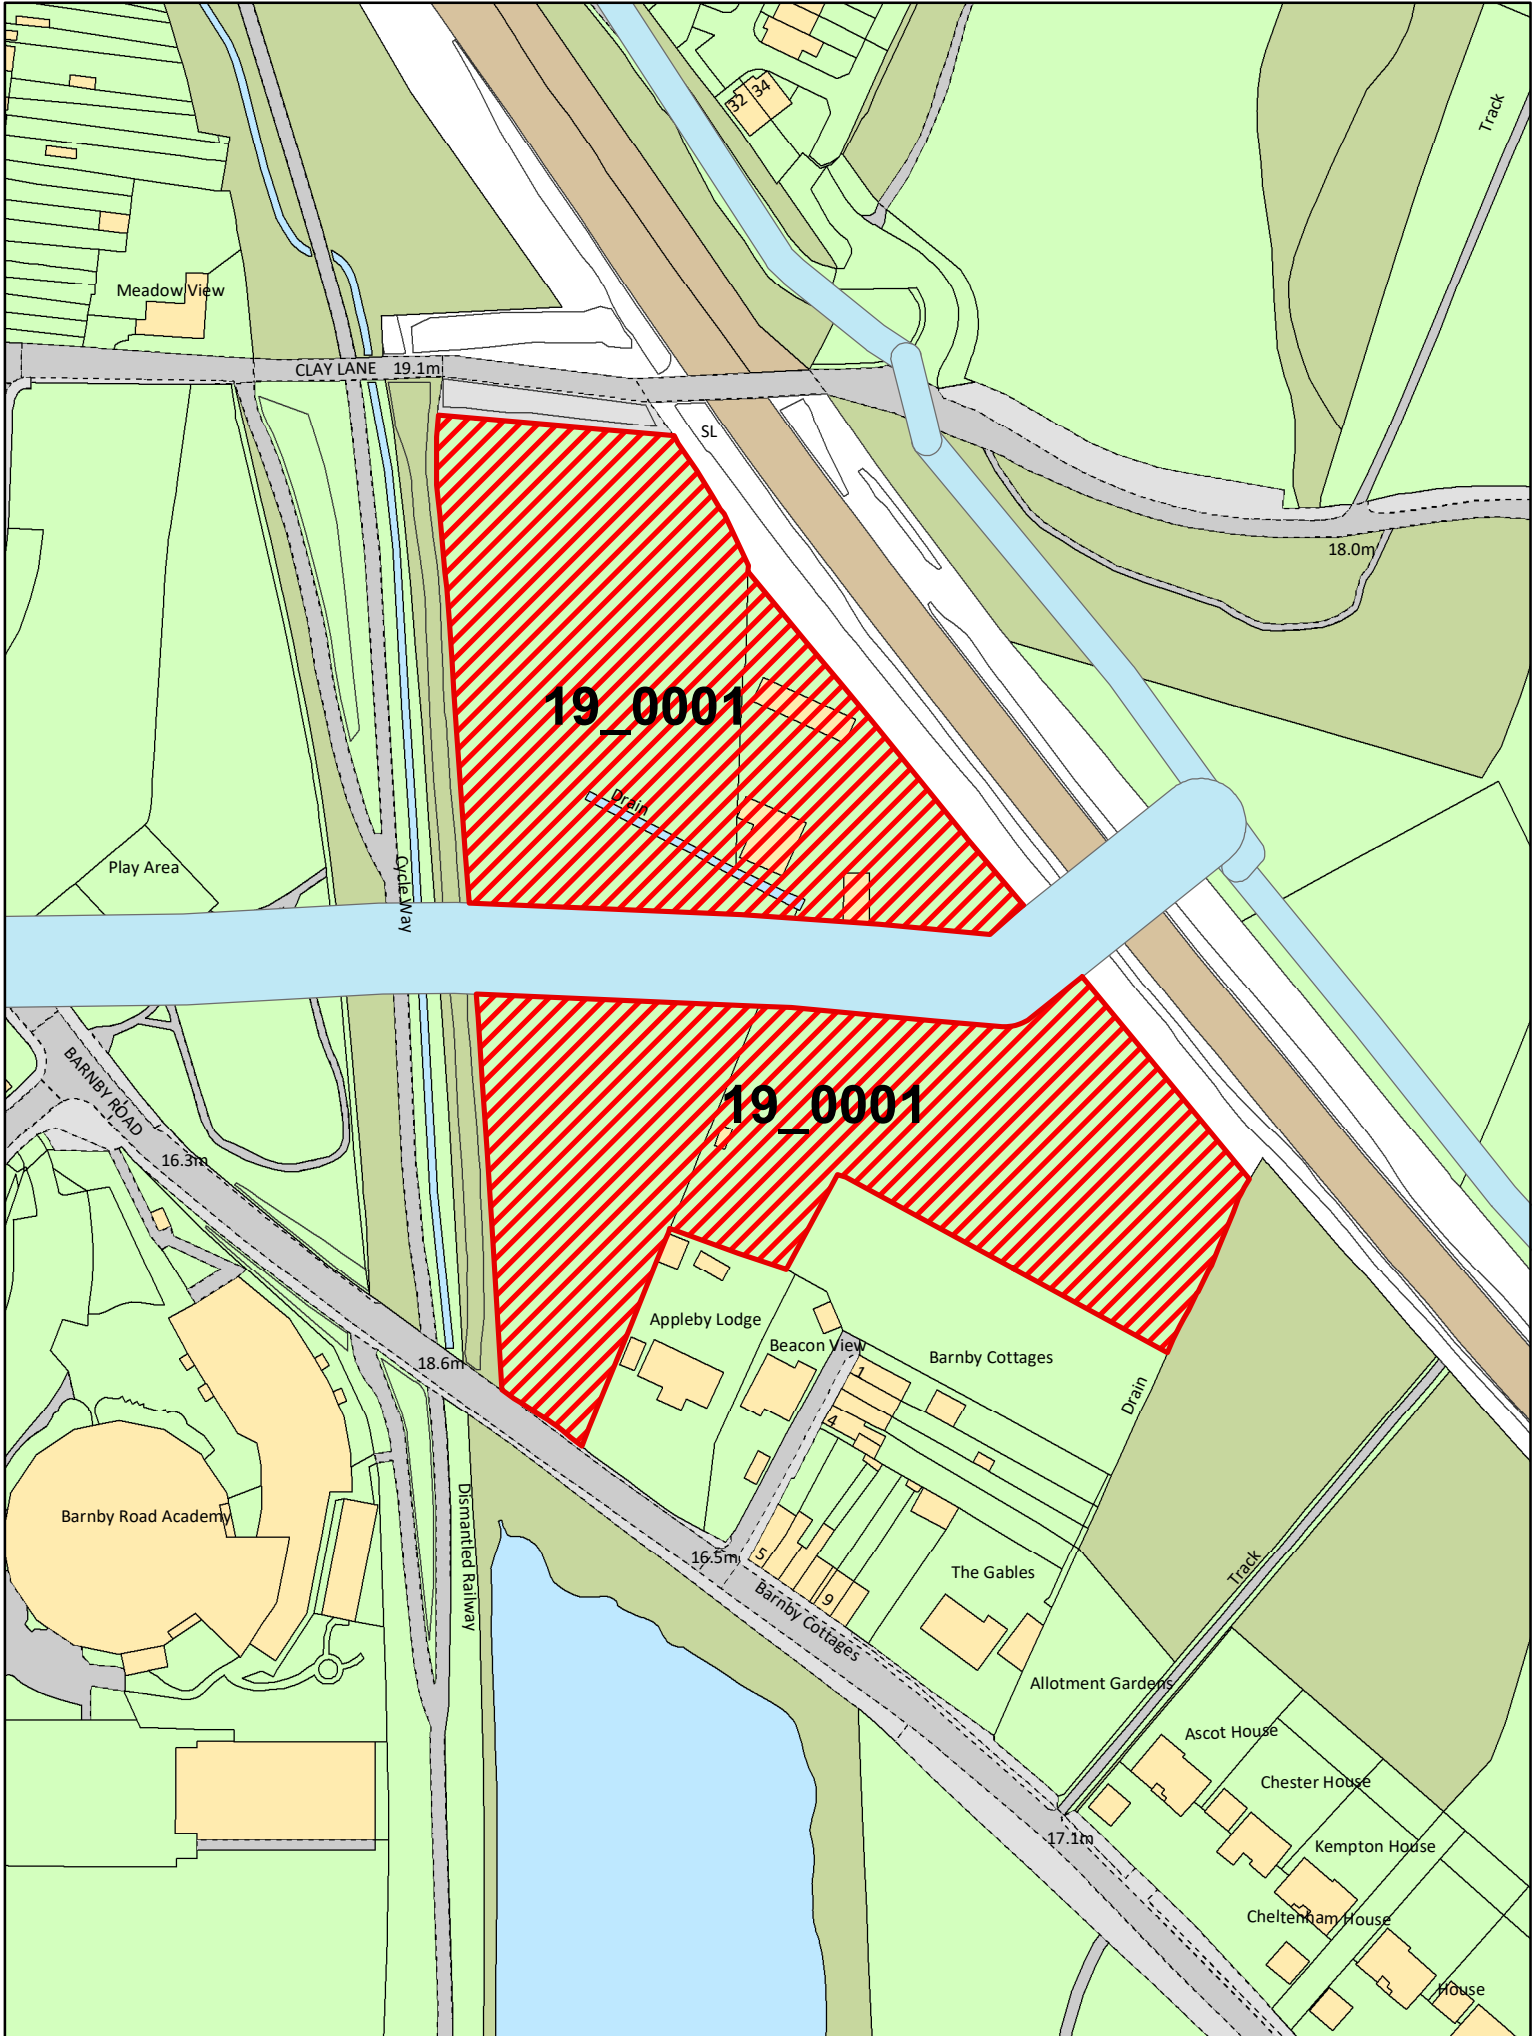 32
34
Track
Meadow View
CLAY LANE
19.1m
SL
18.0m
19_0001
Drain
Play Area
Cycle Way
BARNBY ROAD
19_0001
16.3m
Appleby Lodge
Beacon View
Barnby Cottages
18.6m
1
4
Drain
Barnby Road Academy
Dismantled Railway
16.5m
5
9
The Gables
Track
Barnby Cottages
Allotment Gardens
Ascot House
Chester House
17.1m
Kempton House
Cheltenham House
House